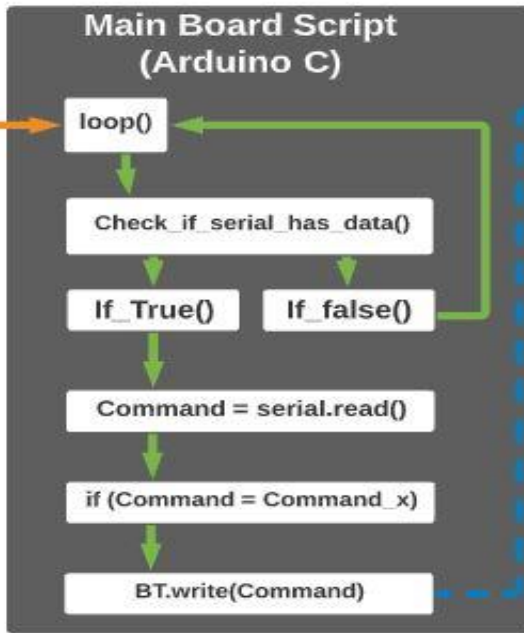 Main Board Script
(Arduino C)
loop()
Check_if_serial_has_data()
If_True()
If_false()
Command = serial.read()
if (Command = Command_x)
BT.write(Command)